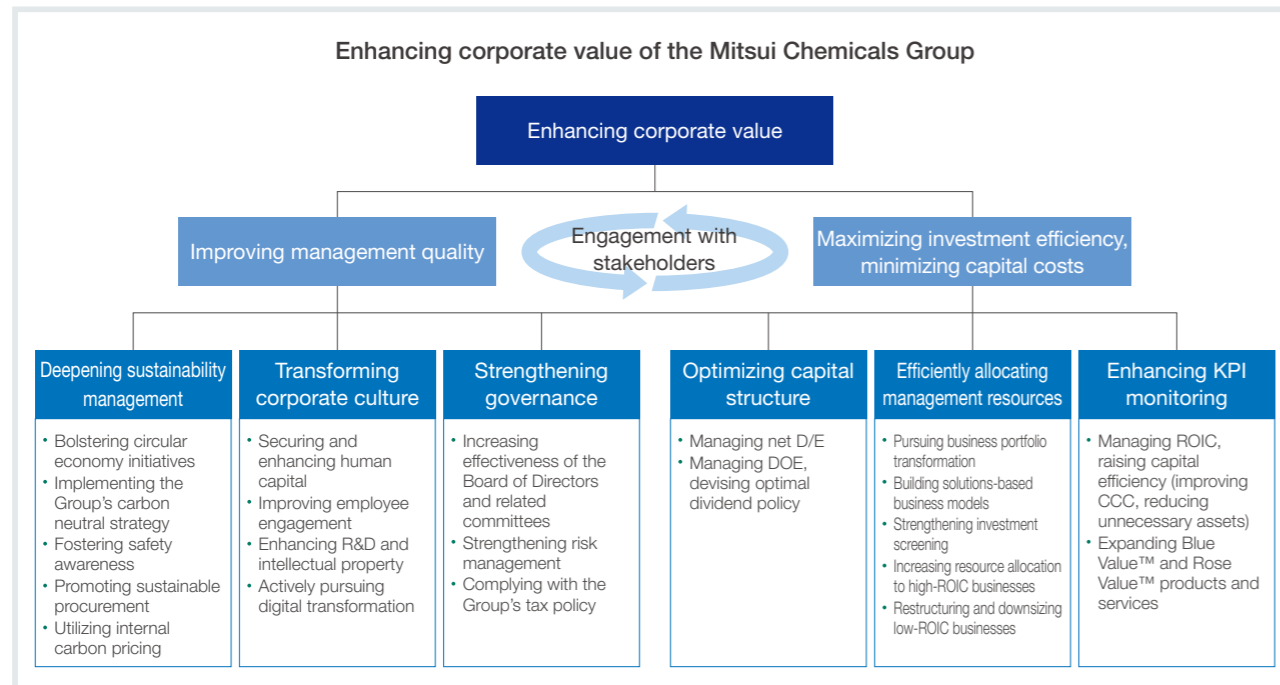 Enhancing corporate value of the Mitsui Chemicals Group
Enhancing corporate value
Improving management quality
Engagement with
stakeholders
Maximizing investment efficiency,
minimizing capital costs
Deepening sustainability
management
• Bolstering circular
economy initiatives
• Implementing the
Group's carbon
neutral strategy
• Fostering safety
awareness
• Promoting sustainable
procurement
• Utilizing internal
carbon pricing
Transforming
corporate culture
• Securing and
enhancing human
capital
• Improving employee
engagement
• Enhancing R&D and
intellectual property
• Actively pursuing
digital transformation
Strengthening
governance
• Increasing
effectiveness of the
Board of Directors
and related
committees
• Strengthening risk
management
• Complying with the
Group's tax policy
Optimizing capital
structure
• Managing net D/E
• Managing DOE,
devising optimal
dividend policy
Efficiently allocating
management resources
• Pursuing business portfolio
transformation
• Building solutions-based
business models
• Strengthening investment
screening
• Increasing resource allocation
to high-ROIC businesses
• Restructuring and downsizing
low-ROIC businesses
Enhancing KPI
monitoring
• Managing ROIC,
raising capital
efficiency (improving
CCC, reducing
unnecessary assets)
• Expanding Blue
Value™ and Rose
Value™ products and
services